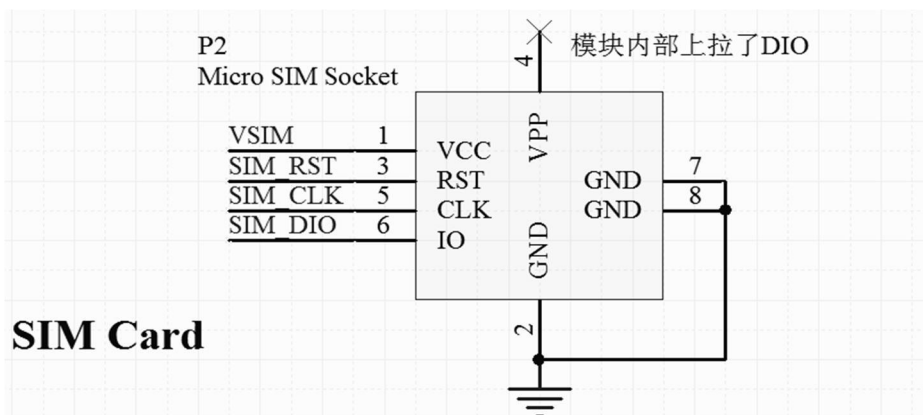 P2
Micro SIM Socket
4
模块内部上拉了DIO
VSIM 1 VCC
SIM_RST 3 RST
SIM_CLK 5 CLK
SIM_DIO 6 IO
VPP
GND 7
GND 8
GND
2
SIM Card